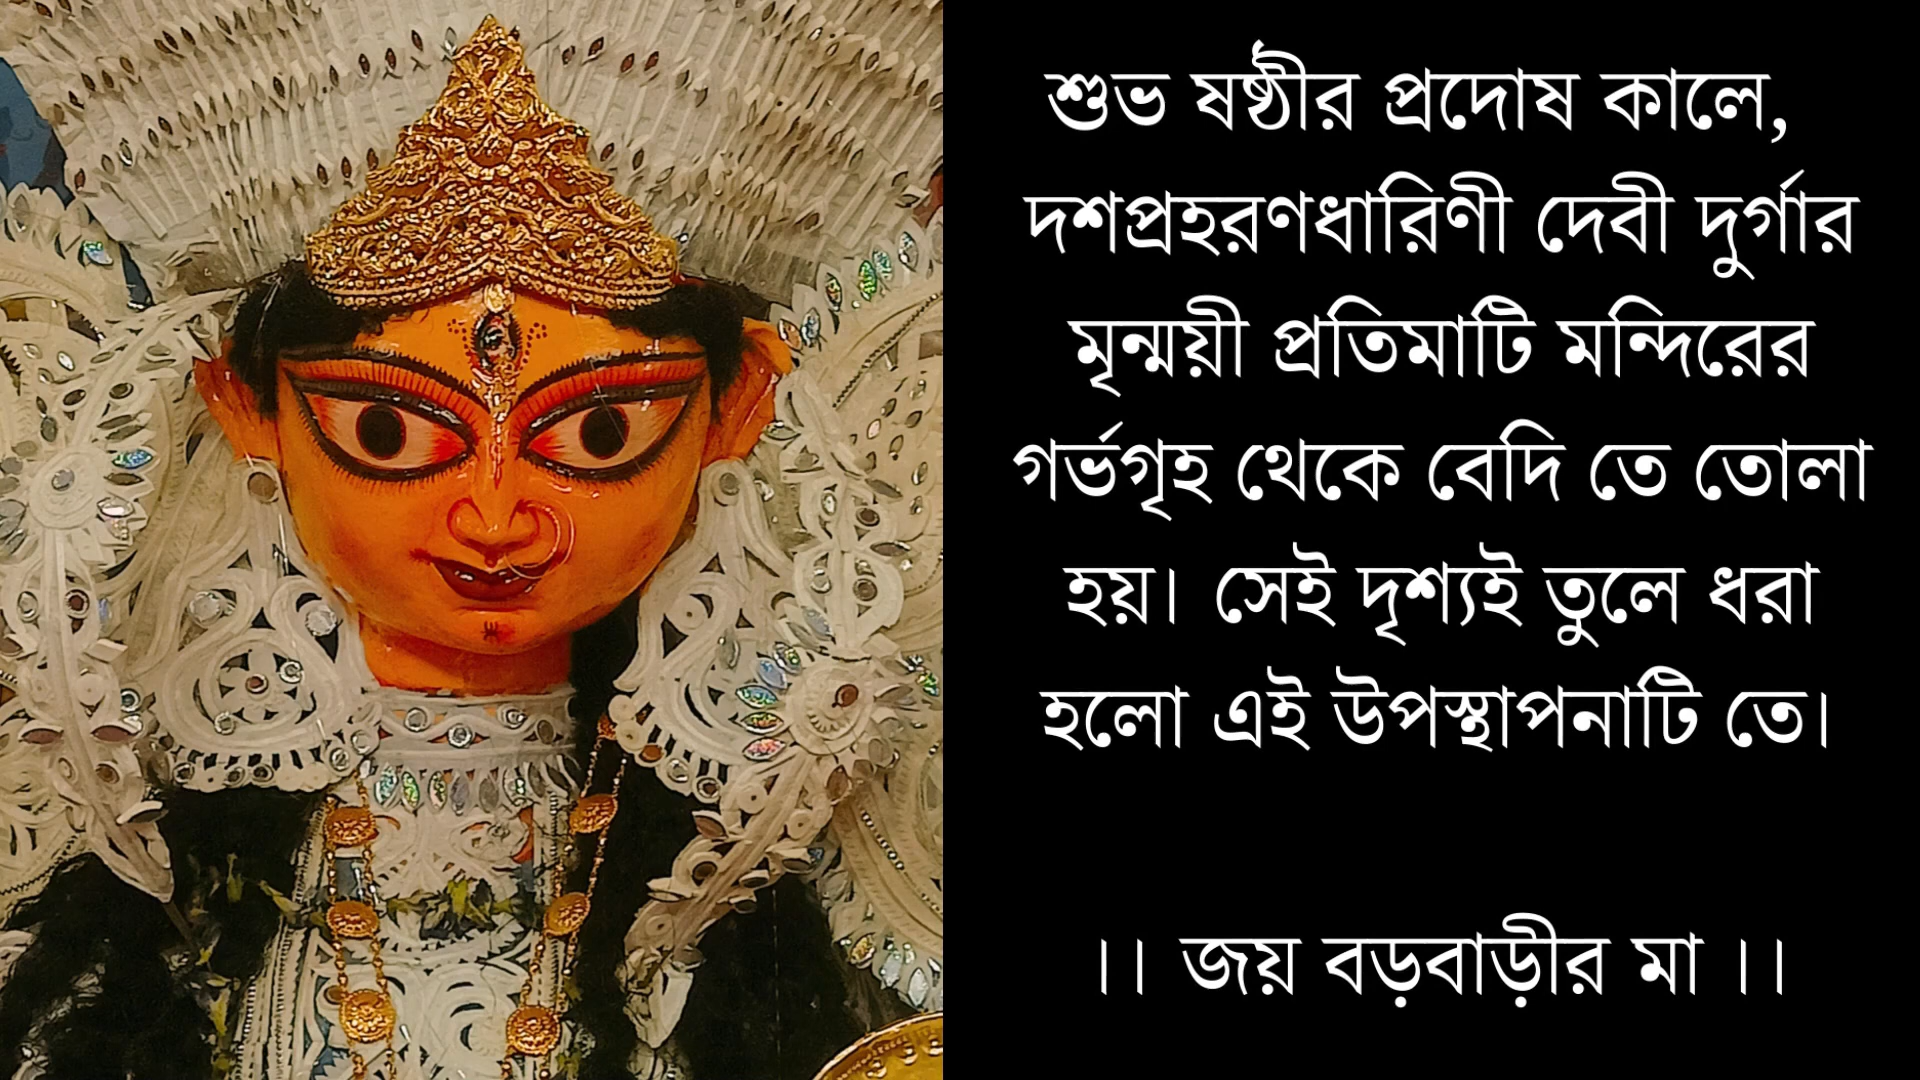 শুভ ষষ্ঠীর প্রদোষ কালে,
দশপ্রহরণধারিণী দেবী দুর্গার
মৃন্ময়ী প্রতিমাটি মন্দিরের
গর্ভগৃহ থেকে বেদি তে তোলা
হয়। সেই দৃশ্যই তুলে ধরা
হলো এই উপস্থাপনাটি তে।
।। জয় বড়বাড়ীর মা ।।